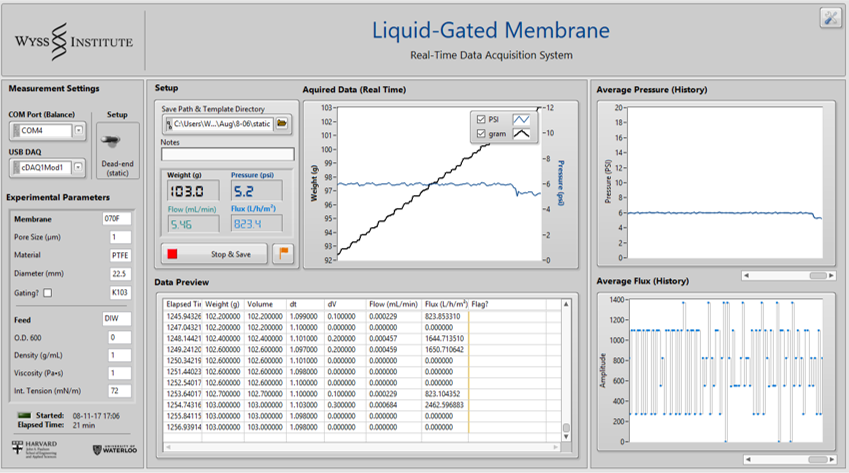 WYSS INSTITUTE
Liquid-Gated Membrane
Real-Time Data Acquisition System
Measurement Settings
COM Port (Balance)
COM4
USB DAQ
cDAQ1Mod1
Setup
Dead-end
(static)
Experimental Parameters
Membrane 070F
Pore Size (µm) 1
Material PTFE
Diameter (mm) 22.5
Gating? K103
Feed DIW
O.D. 600 0
Density (g/mL) 1
Viscosity (Pa•s) 1
Int. Tension (mN/m) 72
Started: 08-11-17 17:06
Elapsed Time: 21 min
HARVARD
UNIVERSITY OF
WATERLOO
Setup
Save Path & Template Directory
C:\Users\W...\Aug\8-06\static
Notes
Weight (g) Pressure (psi)
103.0 5.2
Flow (mL/min) Flux (L/h/m²)
5.46 823.4
Stop & Save
Aquired Data (Real Time)
PSI
gram
Weight (g)
103
102
101
100
99
98
97
96
95
94
93
92
Pressure (psi)
12
10
8
6
4
2
0
Data Preview
Elapsed Tir Weight (g) Volume dt dV Flow (mL/min) Flux (L/h/m²) Flag?
1245.94326 102.200000 102.200000 1.099000 0.100000 0.000229 823.853310
1247.04321 102.200000 102.200000 1.100000 0.000000 0.000000 0.000000
1248.14421 102.400000 102.400000 1.101000 0.200000 0.000457 1644.713510
1249.24120 102.600000 102.600000 1.097000 0.200000 0.000459 1650.710642
1250.34219 102.600000 102.600000 1.101000 0.000000 0.000000 0.000000
1251.44023 102.600000 102.600000 1.098000 0.000000 0.000000 0.000000
1252.54017 102.600000 102.600000 1.100000 0.000000 0.000000 0.000000
1253.64017 102.700000 102.700000 1.100000 0.100000 0.000229 823.104352
1254.74316 103.000000 103.000000 1.103000 0.300000 0.000684 2462.596883
1255.84115 103.000000 103.000000 1.098000 0.000000 0.000000 0.000000
1256.93914 103.000000 103.000000 1.098000 0.000000 0.000000 0.000000
Average Pressure (History)
Pressure (PSI)
20
18
16
14
12
10
8
6
4
2
0
Average Flux (History)
Amplitude
1400
1200
1000
800
600
400
200
0